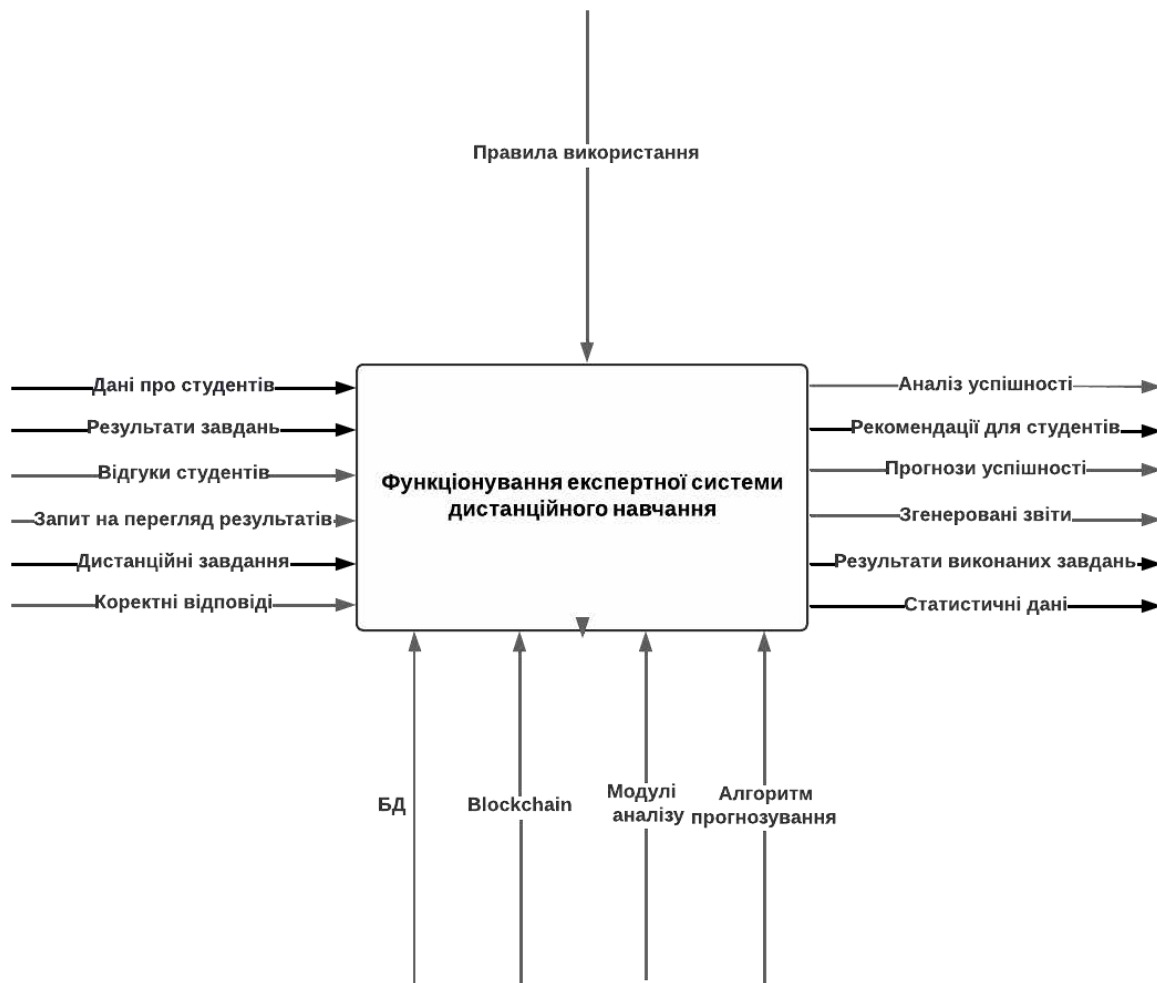 Правила використання
Дані про студентів
Результати завдань
Відгуки студентів
Запит на перегляд результатів
Дистанційні завдання
Коректні відповіді
Функціонування експертної системи
дистанційного навчання
Аналіз успішності
Рекомендації для студентів
Прогнози успішності
Згенеровані звіти
Результати виконаних завдань
Статистичні дані
БД
Blockchain
Модулі
аналізу
Алгоритм
прогнозування